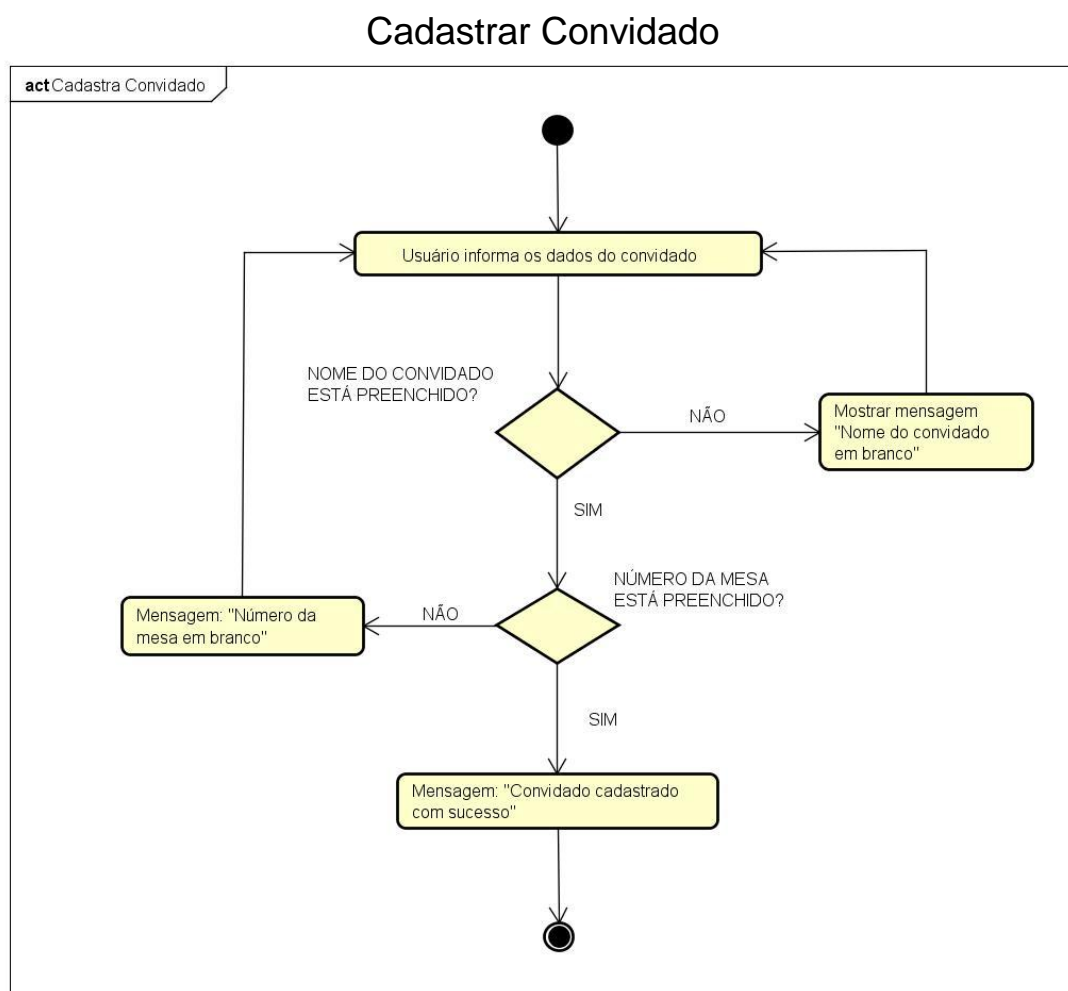 Cadastrar Convidado
act Cadastra Convidado
Usuário informa os dados do convidado
NOME DO CONVIDADO
ESTÁ PREENCHIDO?
NÃO
Mostrar mensagem
"Nome do convidado
em branco"
SIM
NÚMERO DA MESA
ESTÁ PREENCHIDO?
NÃO
Mensagem: "Número da
mesa em branco"
SIM
Mensagem: "Convidado cadastrado
com sucesso"